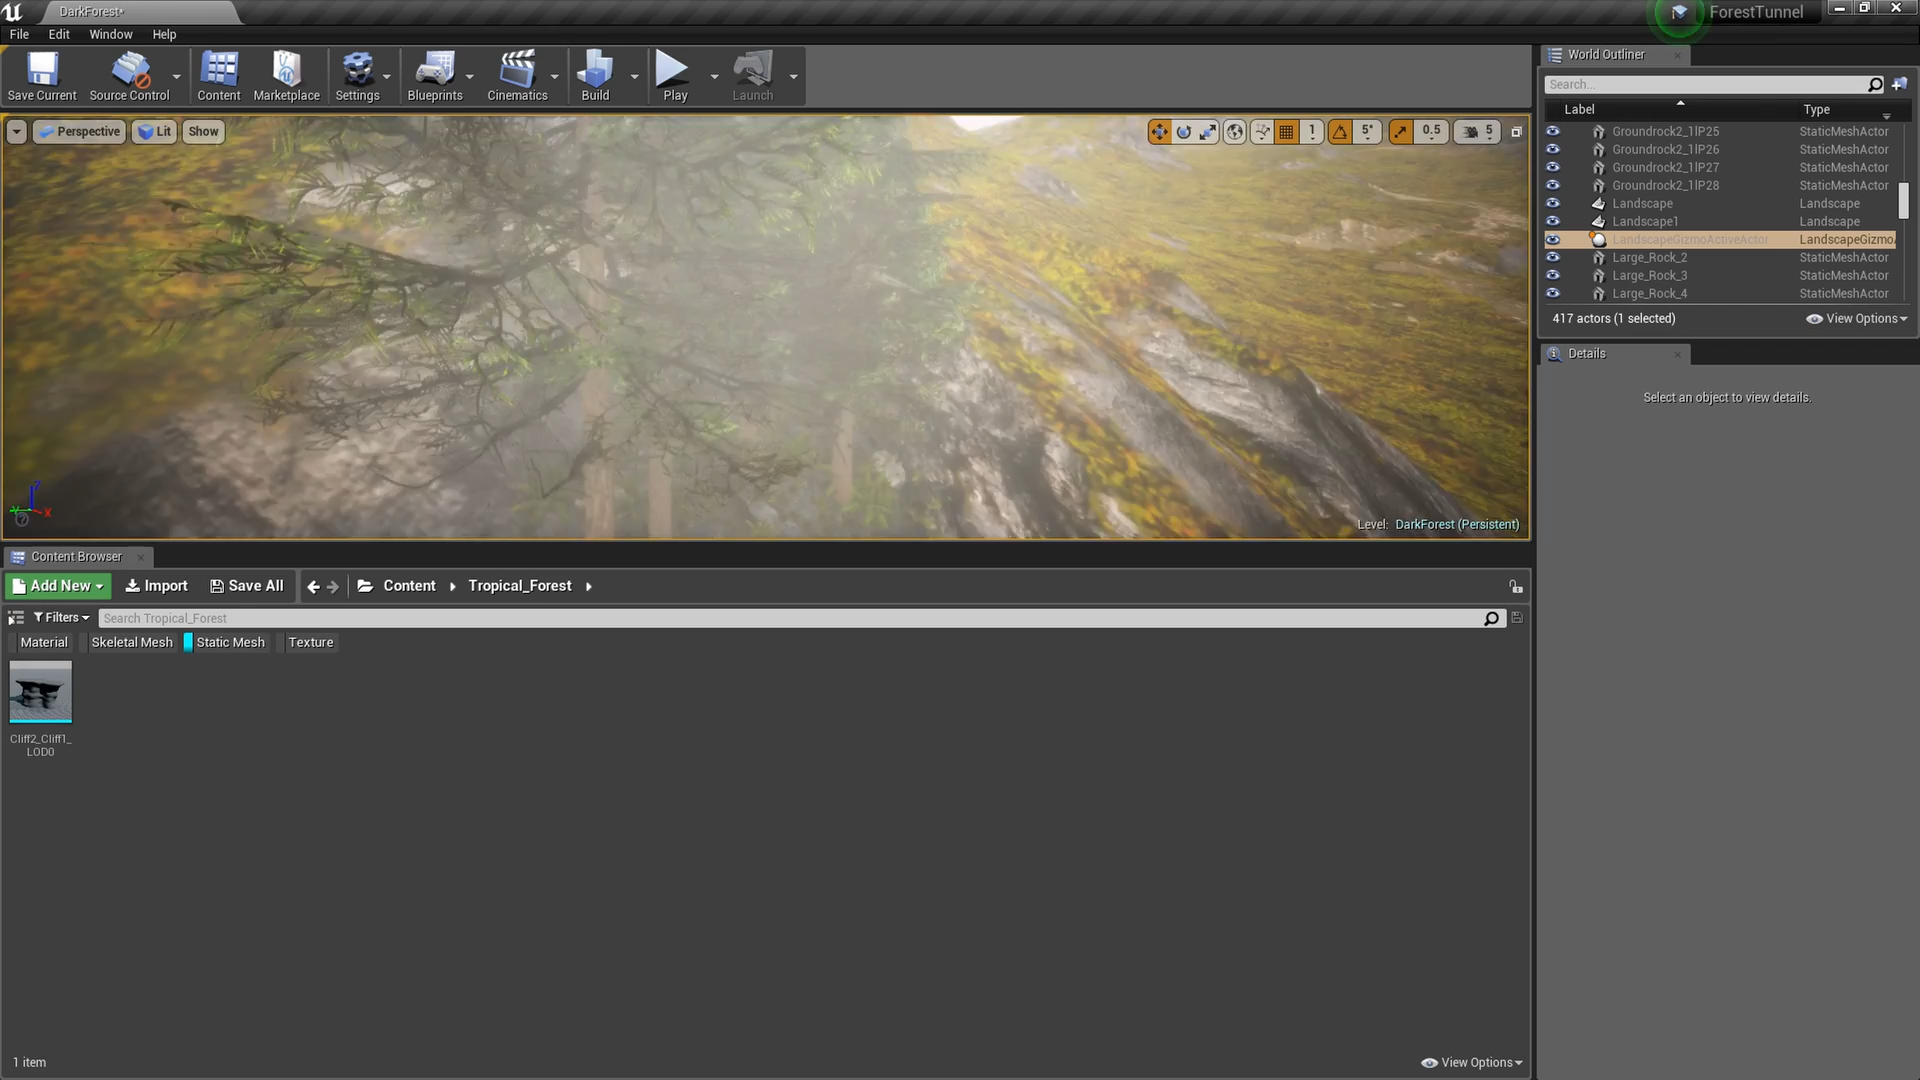 DarkForest•
ForestTunnel
File Edit Window Help
Save Current Source Control Content Marketplace Settings Blueprints Cinematics Build Play Launch
Perspective Lit Show
1 5° 0.5 5
Z
Y X
Level: DarkForest (Persistent)
World Outliner
Search...
Label Type
Groundrock2_1lP25 StaticMeshActor
Groundrock2_1lP26 StaticMeshActor
Groundrock2_1lP27 StaticMeshActor
Groundrock2_1lP28 StaticMeshActor
Landscape Landscape
Landscape1 Landscape
LandscapeGizmoActiveActor LandscapeGizmo
Large_Rock_2 StaticMeshActor
Large_Rock_3 StaticMeshActor
Large_Rock_4 StaticMeshActor
417 actors (1 selected) View Options
Details
Select an object to view details.
Content Browser
Add New Import Save All Content Tropical_Forest
Filters Search Tropical_Forest
Material Skeletal Mesh Static Mesh Texture
Cliff2_Cliff1_
LOD0
1 item View Options